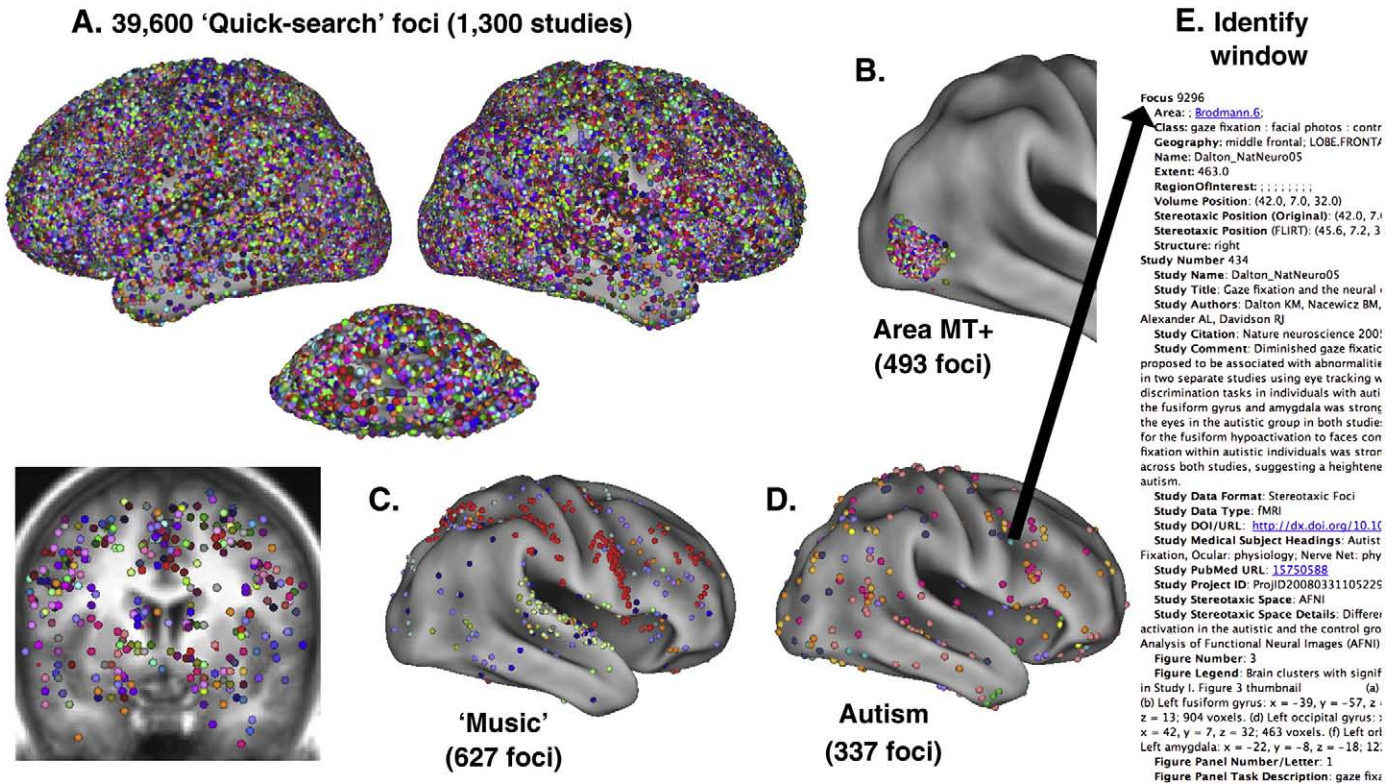 A. 39,600 ‘Quick-search’ foci (1,300 studies)
B.
Area MT+
(493 foci)
C.
‘Music’
(627 foci)
D.
Autism
(337 foci)
E. Identify
window
Focus 9296
Area: ; Brodmann.6;
Class: gaze fixation : facial photos : contr
Geography: middle frontal; LOBE.FRONTA
Name: Dalton_NatNeuro05
Extent: 463.0
RegionOfInterest: ; ; ; ; ; ; ; ;
Volume Position: (42.0, 7.0, 32.0)
Stereotaxic Position (Original): (42.0, 7.
Stereotaxic Position (FLIRT): (45.6, 7.2, 3
Structure: right
Study Number 434
Study Name: Dalton_NatNeuro05
Study Title: Gaze fixation and the neural
Study Authors: Dalton KM, Nacewicz BM,
Alexander AL, Davidson RJ
Study Citation: Nature neuroscience 200
Study Comment: Diminished gaze fixatic
proposed to be associated with abnormalitie
in two separate studies using eye tracking w
discrimination tasks in individuals with auti
the fusiform gyrus and amygdala was strong
the eyes in the autistic group in both studie
for the fusiform hypoactivation to faces con
fixation within autistic individuals was stron
across both studies, suggesting a heightene
autism.
Study Data Format: Stereotaxic Foci
Study Data Type: fMRI
Study DOI/URL: http://dx.doi.org/10.10
Study Medical Subject Headings: Autist
Fixation, Ocular: physiology; Nerve Net: phy
Study PubMed URL: 15750588
Study Project ID: ProjID20080331105229
Study Stereotaxic Space: AFNI
Study Stereotaxic Space Details: Differer
activation in the autistic and the control gro
Analysis of Functional Neural Images (AFNI)
Figure Number: 3
Figure Legend: Brain clusters with signif
in Study I. Figure 3 thumbnail (a)
(b) Left fusiform gyrus: x = -39, y = -57, z
z = 13; 904 voxels. (d) Left occipital gyrus:
x = 42, y = 7, z = 32; 463 voxels. (f) Left orl
Left amygdala: x = -22, y = -8, z = -18; 12
Figure Panel Number/Letter: 1
Figure Panel Task Description: gaze fixa